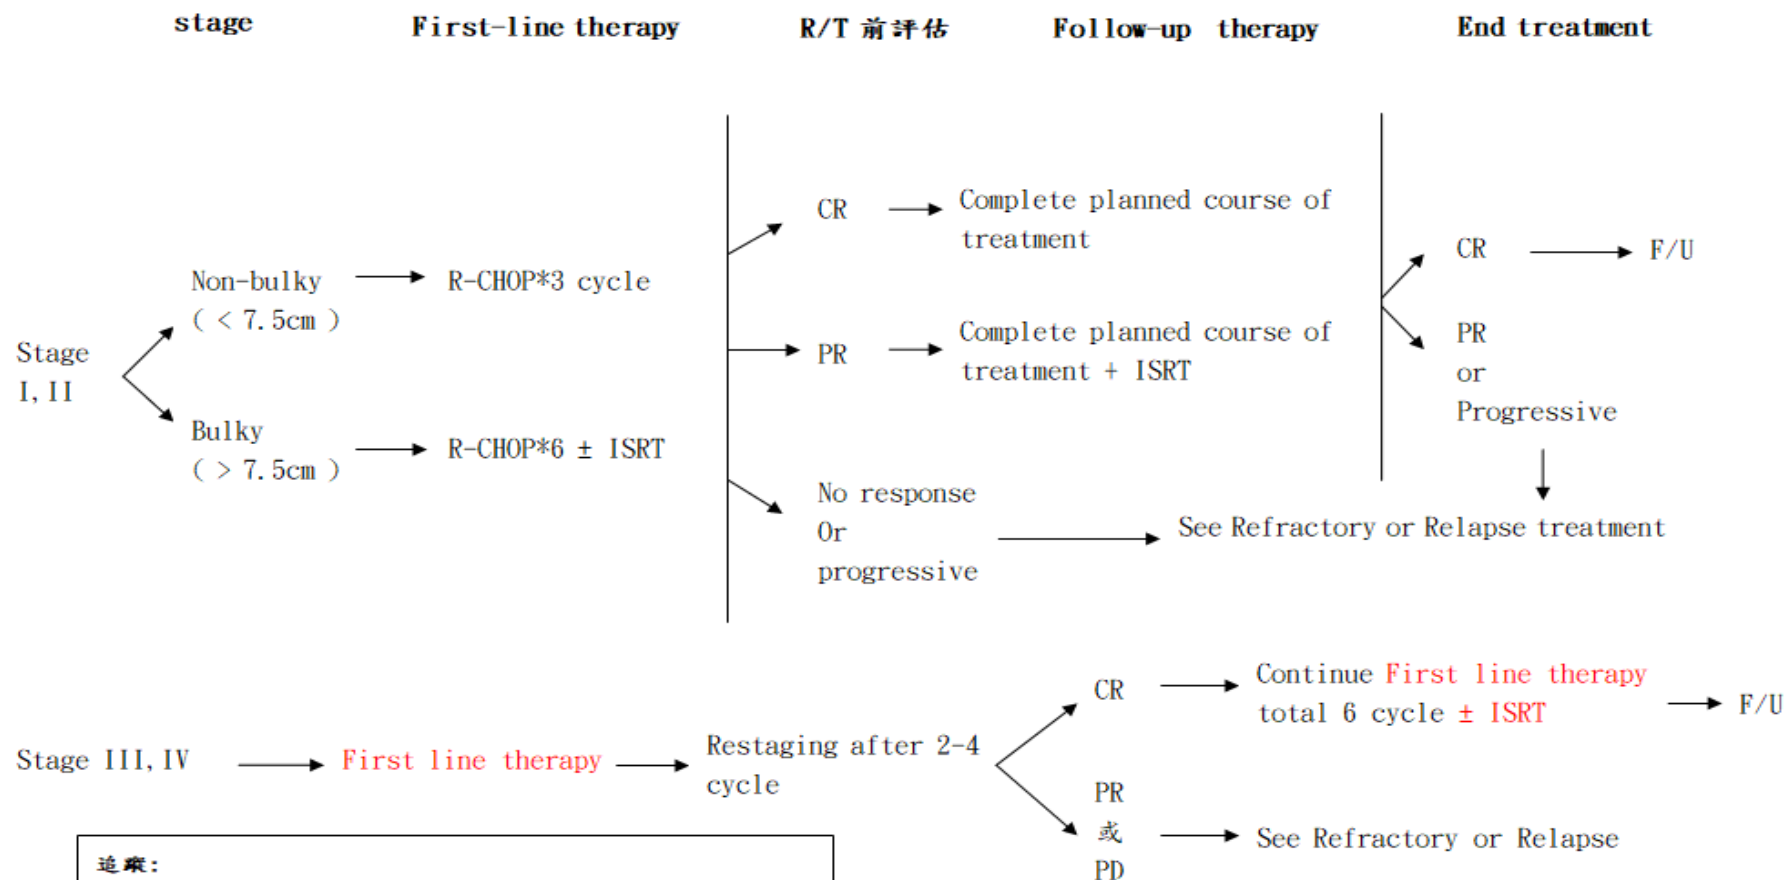 stage First-line therapy R/T 前評估 Follow-up therapy End treatment
CR Complete planned course of
treatment
CR F/U
Non-bulky R-CHOP*3 cycle
( < 7.5cm )
PR Complete planned course of
treatment + ISRT
PR
or
Progressive
Stage
I,II
Bulky R-CHOP*6 ± ISRT
( > 7.5cm )
No response
Or
progressive
See Refractory or Relapse treatment
CR Continue First line therapy
total 6 cycle ± ISRT F/U
Stage III,IV First line therapy Restaging after 2-4
cycle
PR
或
PD
See Refractory or Relapse
追蹤: